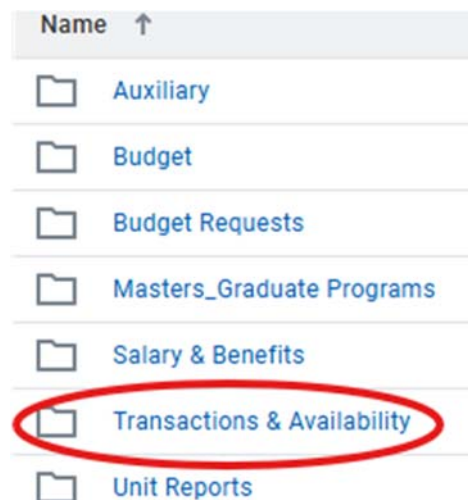 Name ↑
Auxiliary
Budget
Budget Requests
Masters_Graduate Programs
Salary & Benefits
Transactions & Availability
Unit Reports